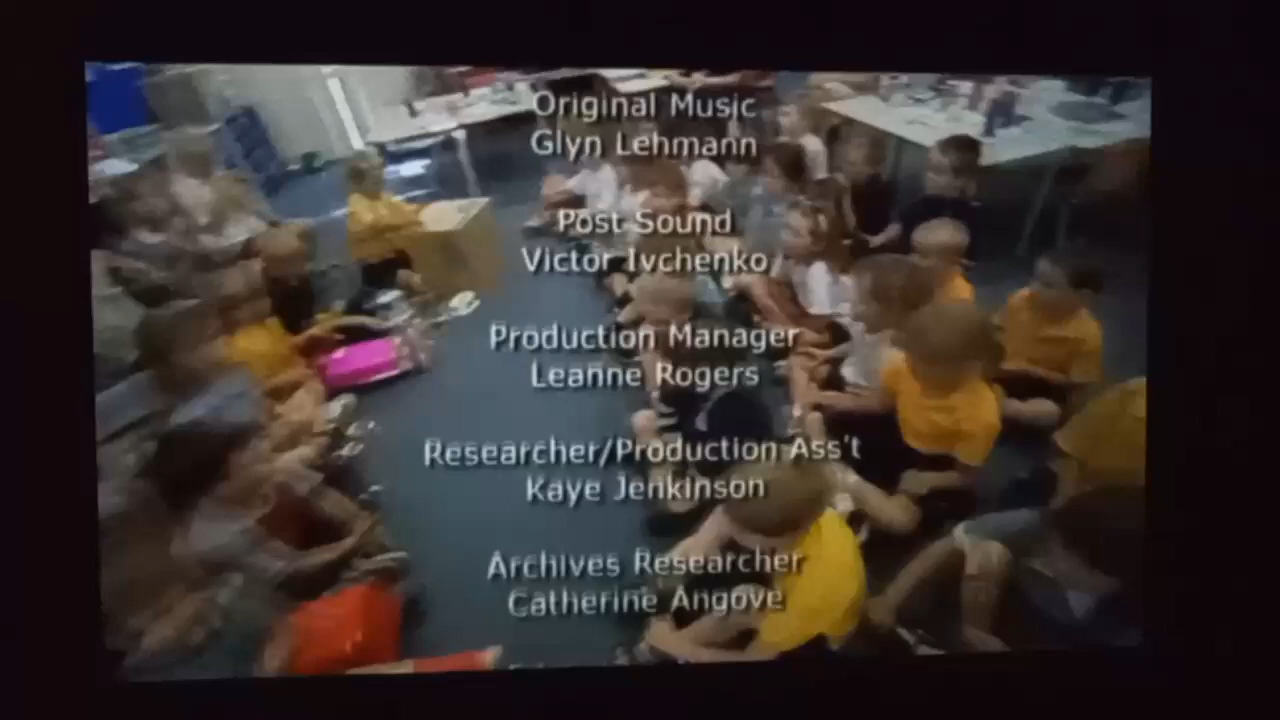 Original Music
Glyn Lehmann
Post Sound
Victor Ivchenko
Production Manager
Leanne Rogers
Researcher/Production Ass't
Kaye Jenkinson
Archives Researcher
Catherine Angove